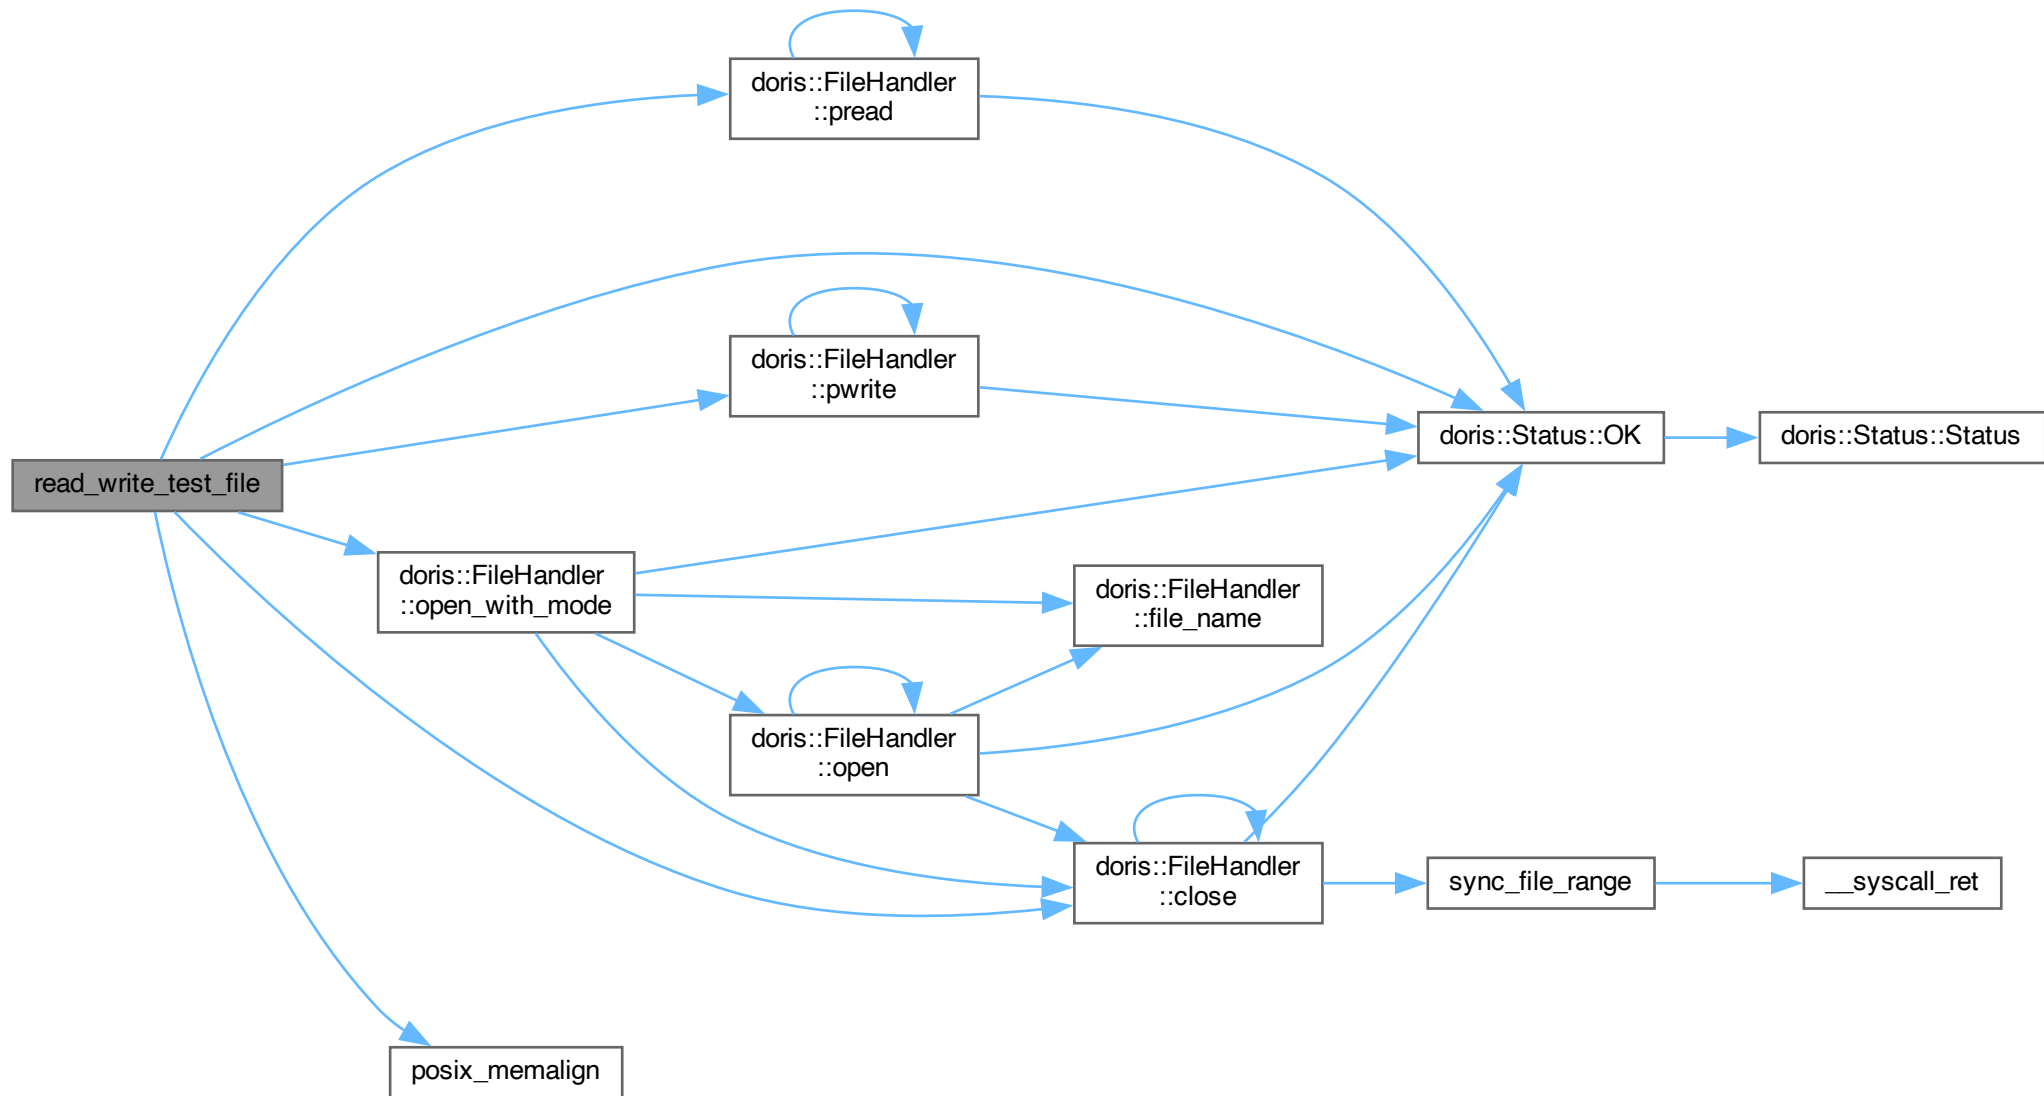 doris::FileHandler
::pread
doris::FileHandler
::pwrite
doris::Status::OK
doris::Status::Status
read_write_test_file
doris::FileHandler
::open_with_mode
doris::FileHandler
::file_name
doris::FileHandler
::open
doris::FileHandler
::close
sync_file_range
__syscall_ret
posix_memalign